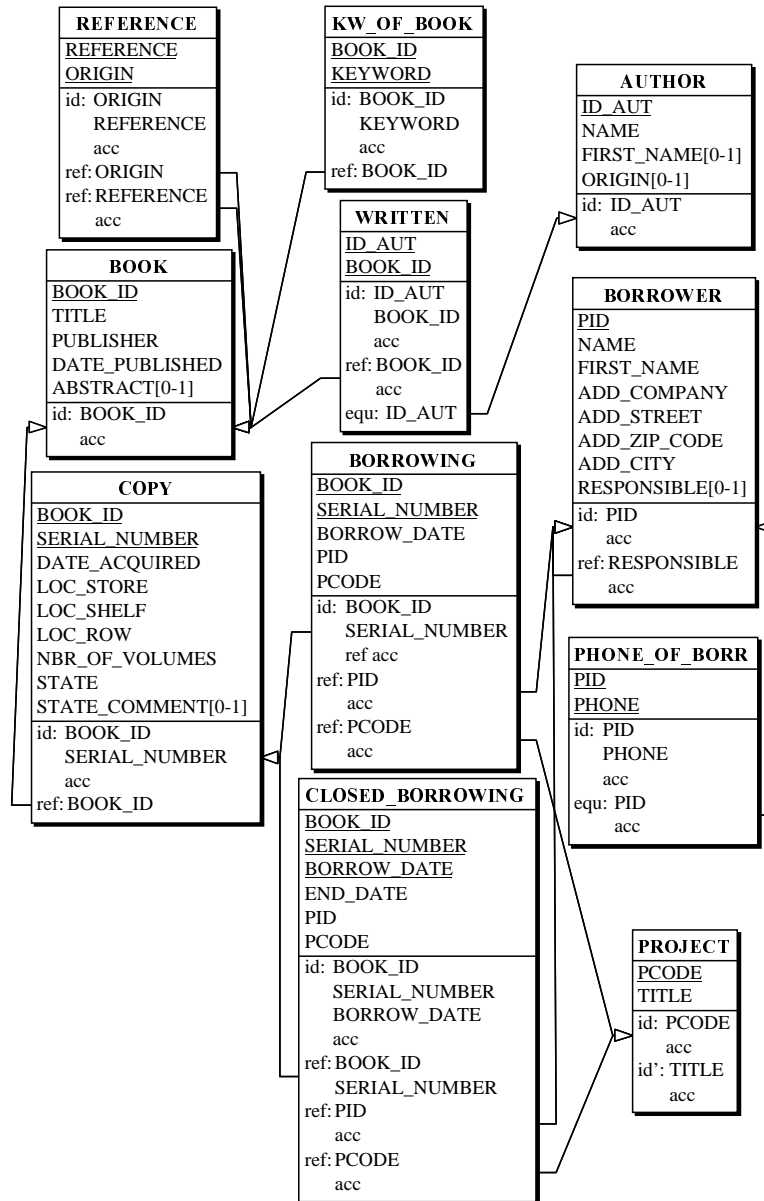 REFERENCE
REFERENCE
ORIGIN
id: ORIGIN
REFERENCE
acc
ref: ORIGIN
ref: REFERENCE
acc
KW_OF_BOOK
BOOK_ID
KEYWORD
id: BOOK_ID
KEYWORD
acc
ref: BOOK_ID
AUTHOR
ID_AUT
NAME
FIRST_NAME[0-1]
ORIGIN[0-1]
id: ID_AUT
acc
WRITTEN
ID_AUT
BOOK_ID
id: ID_AUT
BOOK_ID
acc
ref: BOOK_ID
acc
equ: ID_AUT
BOOK
BOOK_ID
TITLE
PUBLISHER
DATE_PUBLISHED
ABSTRACT[0-1]
id: BOOK_ID
acc
BORROWER
PID
NAME
FIRST_NAME
ADD_COMPANY
ADD_STREET
ADD_ZIP_CODE
ADD_CITY
RESPONSIBLE[0-1]
id: PID
acc
ref: RESPONSIBLE
acc
BORROWING
BOOK_ID
SERIAL_NUMBER
BORROW_DATE
PID
PCODE
id: BOOK_ID
SERIAL_NUMBER
ref acc
ref: PID
acc
ref: PCODE
acc
COPY
BOOK_ID
SERIAL_NUMBER
DATE_ACQUIRED
LOC_STORE
LOC_SHELF
LOC_ROW
NBR_OF_VOLUMES
STATE
STATE_COMMENT[0-1]
id: BOOK_ID
SERIAL_NUMBER
acc
ref: BOOK_ID
PHONE_OF_BORR
PID
PHONE
id: PID
PHONE
acc
equ: PID
acc
CLOSED_BORROWING
BOOK_ID
SERIAL_NUMBER
BORROW_DATE
END_DATE
PID
PCODE
id: BOOK_ID
SERIAL_NUMBER
BORROW_DATE
acc
ref: BOOK_ID
SERIAL_NUMBER
ref: PID
acc
ref: PCODE
acc
PROJECT
PCODE
TITLE
id: PCODE
acc
id': TITLE
acc